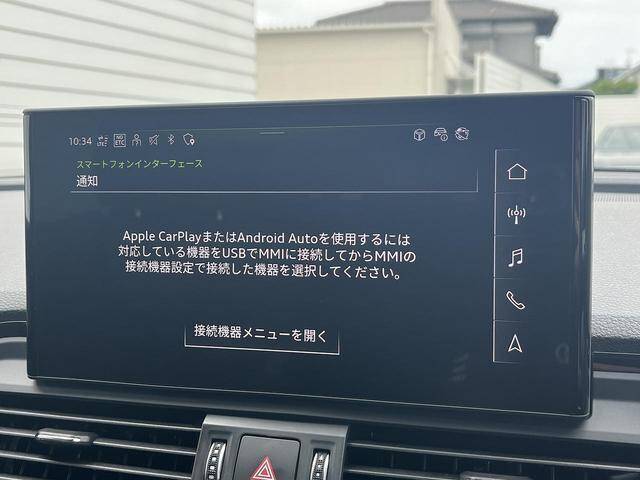 10:34 NO ETC
スマートフォンインターフェース
通知
Apple CarPlayまたはAndroid Autoを使用するには
対応している機器をUSBでMMIに接続してからMMIの
接続機器設定で接続した機器を選択してください。
接続機器メニューを開く